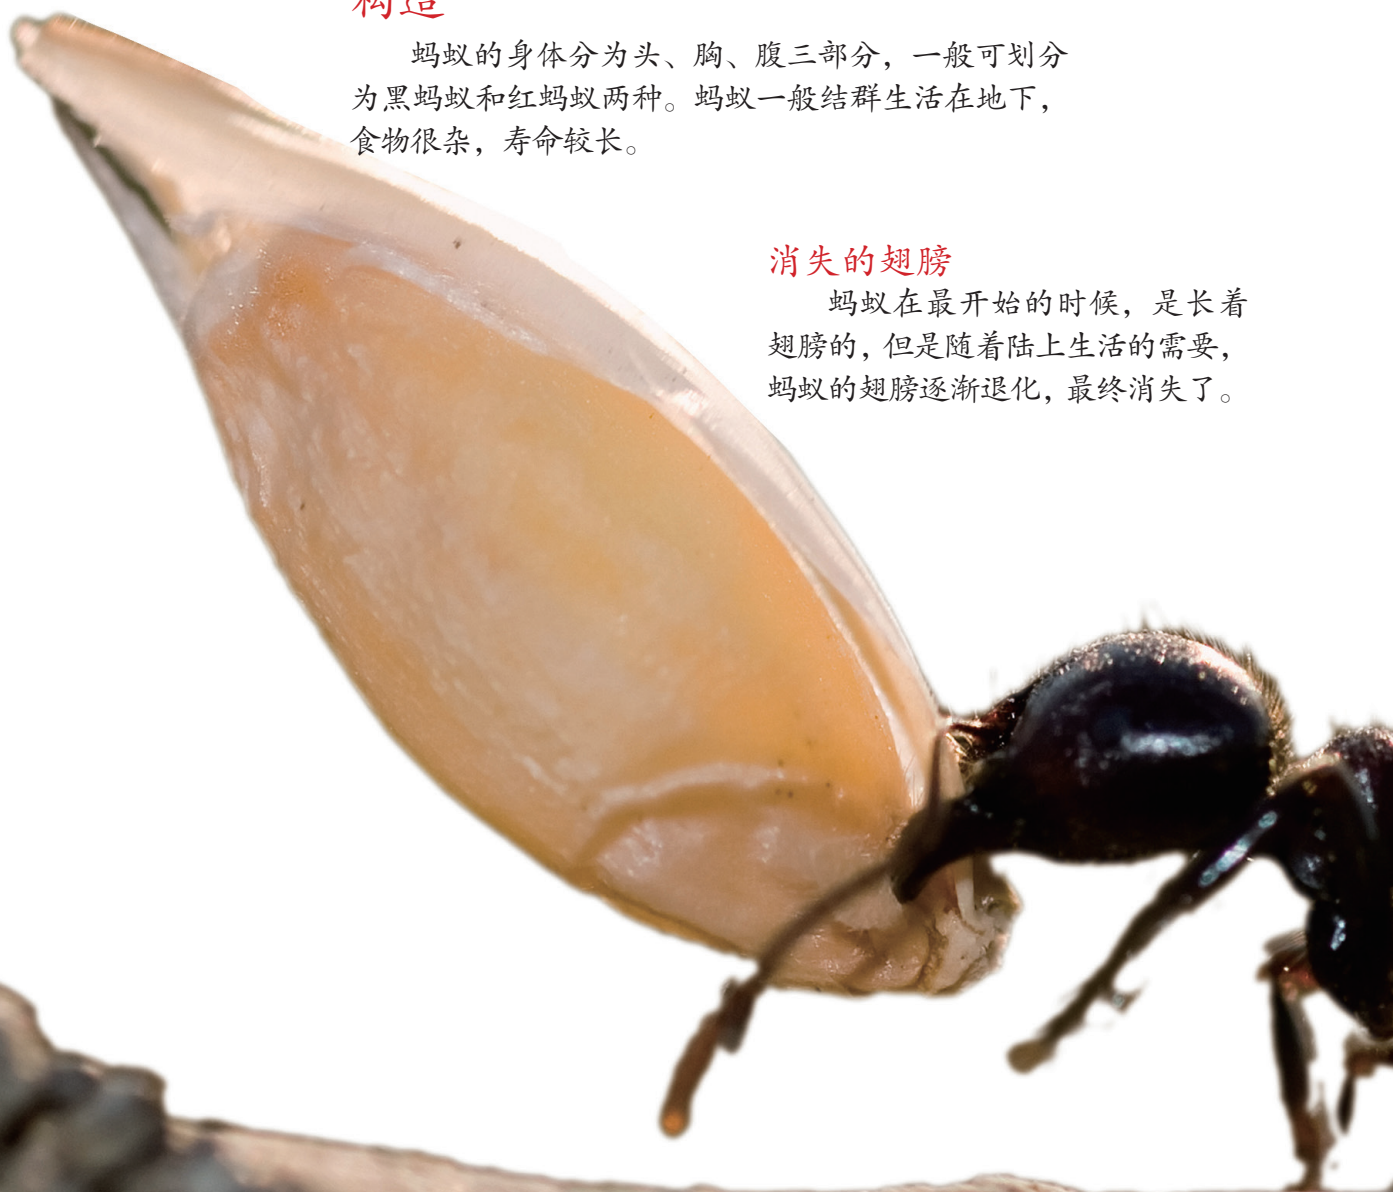 构造
蚂蚁的身体分为头、胸、腹三部分，一般可划分
为黑蚂蚁和红蚂蚁两种。蚂蚁一般结群生活在地下，
食物很杂，寿命较长。
消失的翅膀
蚂蚁在最开始的时候，是长着
翅膀的，但是随着陆上生活的需要，
蚂蚁的翅膀逐渐退化，最终消失了。